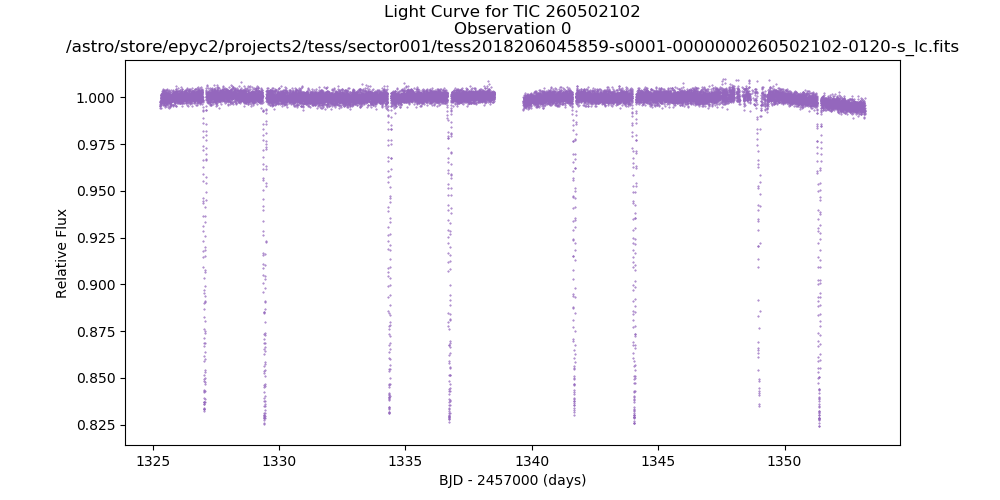 Light Curve for TIC 260502102
Observation 0
/astro/store/epyc2/projects2/tess/sector001/tess2018206045859-s0001-0000000260502102-0120-s_lc.fits
1.000
0.975
0.950
0.925
0.900
0.875
0.850
0.825
Relative Flux
1325
1330
1335
1340
1345
1350
BJD - 2457000 (days)